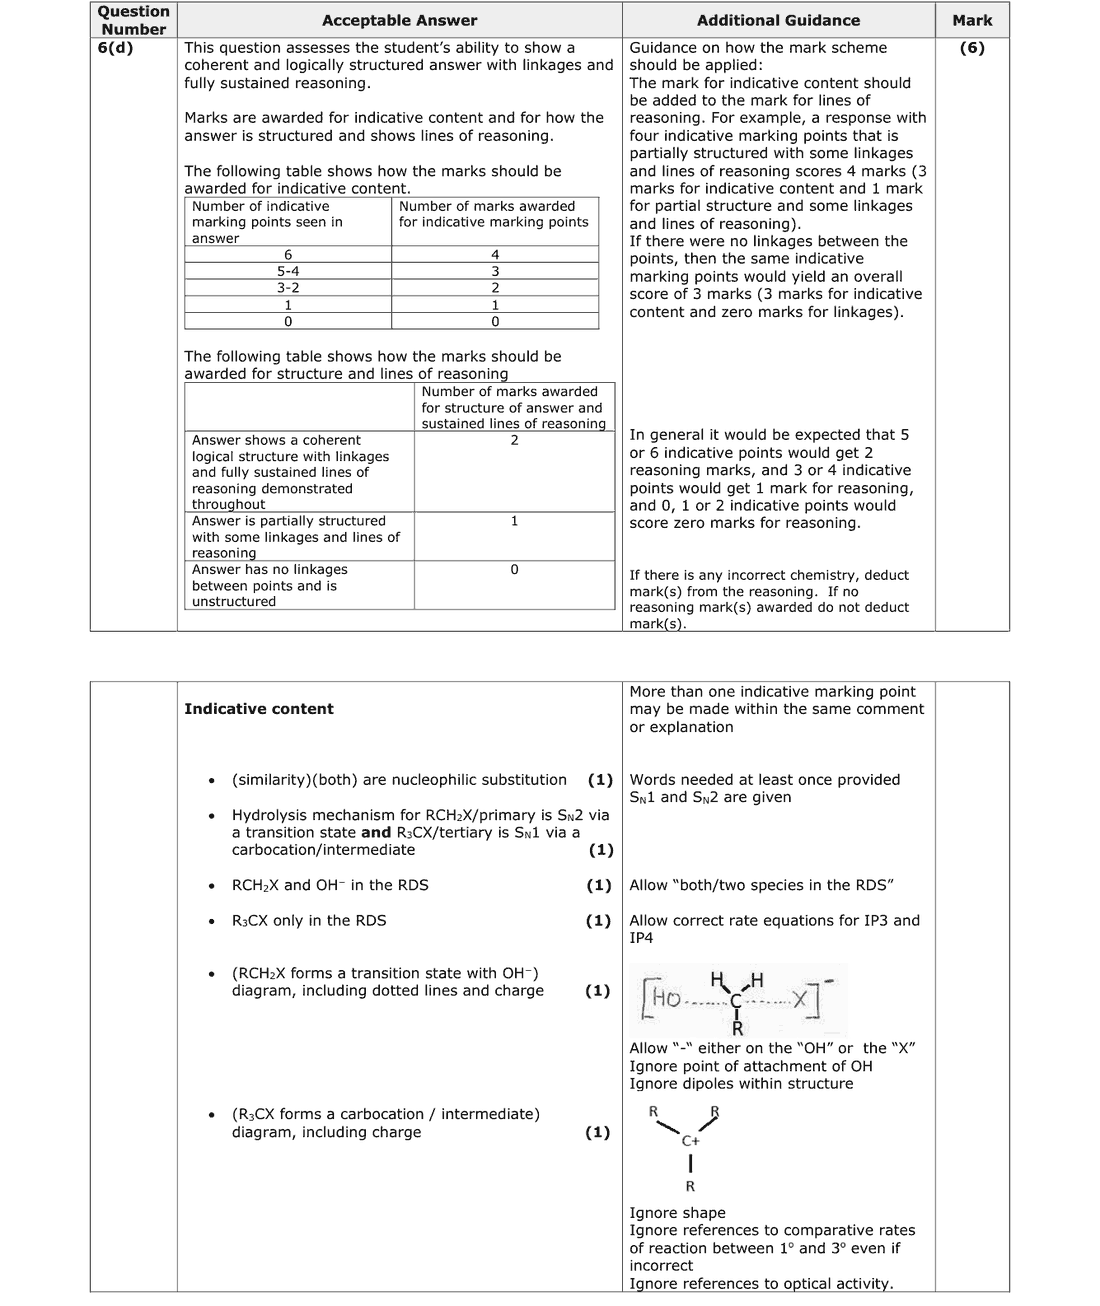 Question
Number
Acceptable Answer
Additional Guidance
Mark
6(d)
This question assesses the student’s ability to show a
coherent and logically structured answer with linkages and
fully sustained reasoning.
Marks are awarded for indicative content and for how the
answer is structured and shows lines of reasoning.
The following table shows how the marks should be
awarded for indicative content.
Number of indicative
marking points seen in
answer
Number of marks awarded
for indicative marking points
6 4
5-4 3
3-2 2
1 1
0 0
The following table shows how the marks should be
awarded for structure and lines of reasoning
Number of marks awarded
for structure of answer and
sustained lines of reasoning
Answer shows a coherent
logical structure with linkages
and fully sustained lines of
reasoning demonstrated
throughout
2
Answer is partially structured
with some linkages and lines of
reasoning
1
Answer has no linkages
between points and is
unstructured
0
Guidance on how the mark scheme
should be applied:
The mark for indicative content should
be added to the mark for lines of
reasoning. For example, a response with
four indicative marking points that is
partially structured with some linkages
and lines of reasoning scores 4 marks (3
marks for indicative content and 1 mark
for partial structure and some linkages
and lines of reasoning).
If there were no linkages between the
points, then the same indicative
marking points would yield an overall
score of 3 marks (3 marks for indicative
content and zero marks for linkages).
In general it would be expected that 5
or 6 indicative points would get 2
reasoning marks, and 3 or 4 indicative
points would get 1 mark for reasoning,
and 0, 1 or 2 indicative points would
score zero marks for reasoning.
If there is any incorrect chemistry, deduct
mark(s) from the reasoning. If no
reasoning mark(s) awarded do not deduct
mark(s).
(6)
Indicative content
More than one indicative marking point
may be made within the same comment
or explanation
• (similarity)(both) are nucleophilic substitution (1)
Words needed at least once provided
SN1 and SN2 are given
• Hydrolysis mechanism for RCH₂X/primary is SN2 via
a transition state and R₃CX/tertiary is SN1 via a
carbocation/intermediate (1)
• RCH₂X and OH⁻ in the RDS (1)
Allow “both/two species in the RDS”
• R₃CX only in the RDS (1)
Allow correct rate equations for IP3 and
IP4
• (RCH₂X forms a transition state with OH⁻)
diagram, including dotted lines and charge (1)
H H
[HO......C......X]⁻
R
Allow “-“ either on the “OH” or the “X”
Ignore point of attachment of OH
Ignore dipoles within structure
• (R₃CX forms a carbocation / intermediate)
diagram, including charge (1)
R R
C+
R
Ignore shape
Ignore references to comparative rates
of reaction between 1º and 3º even if
incorrect
Ignore references to optical activity.